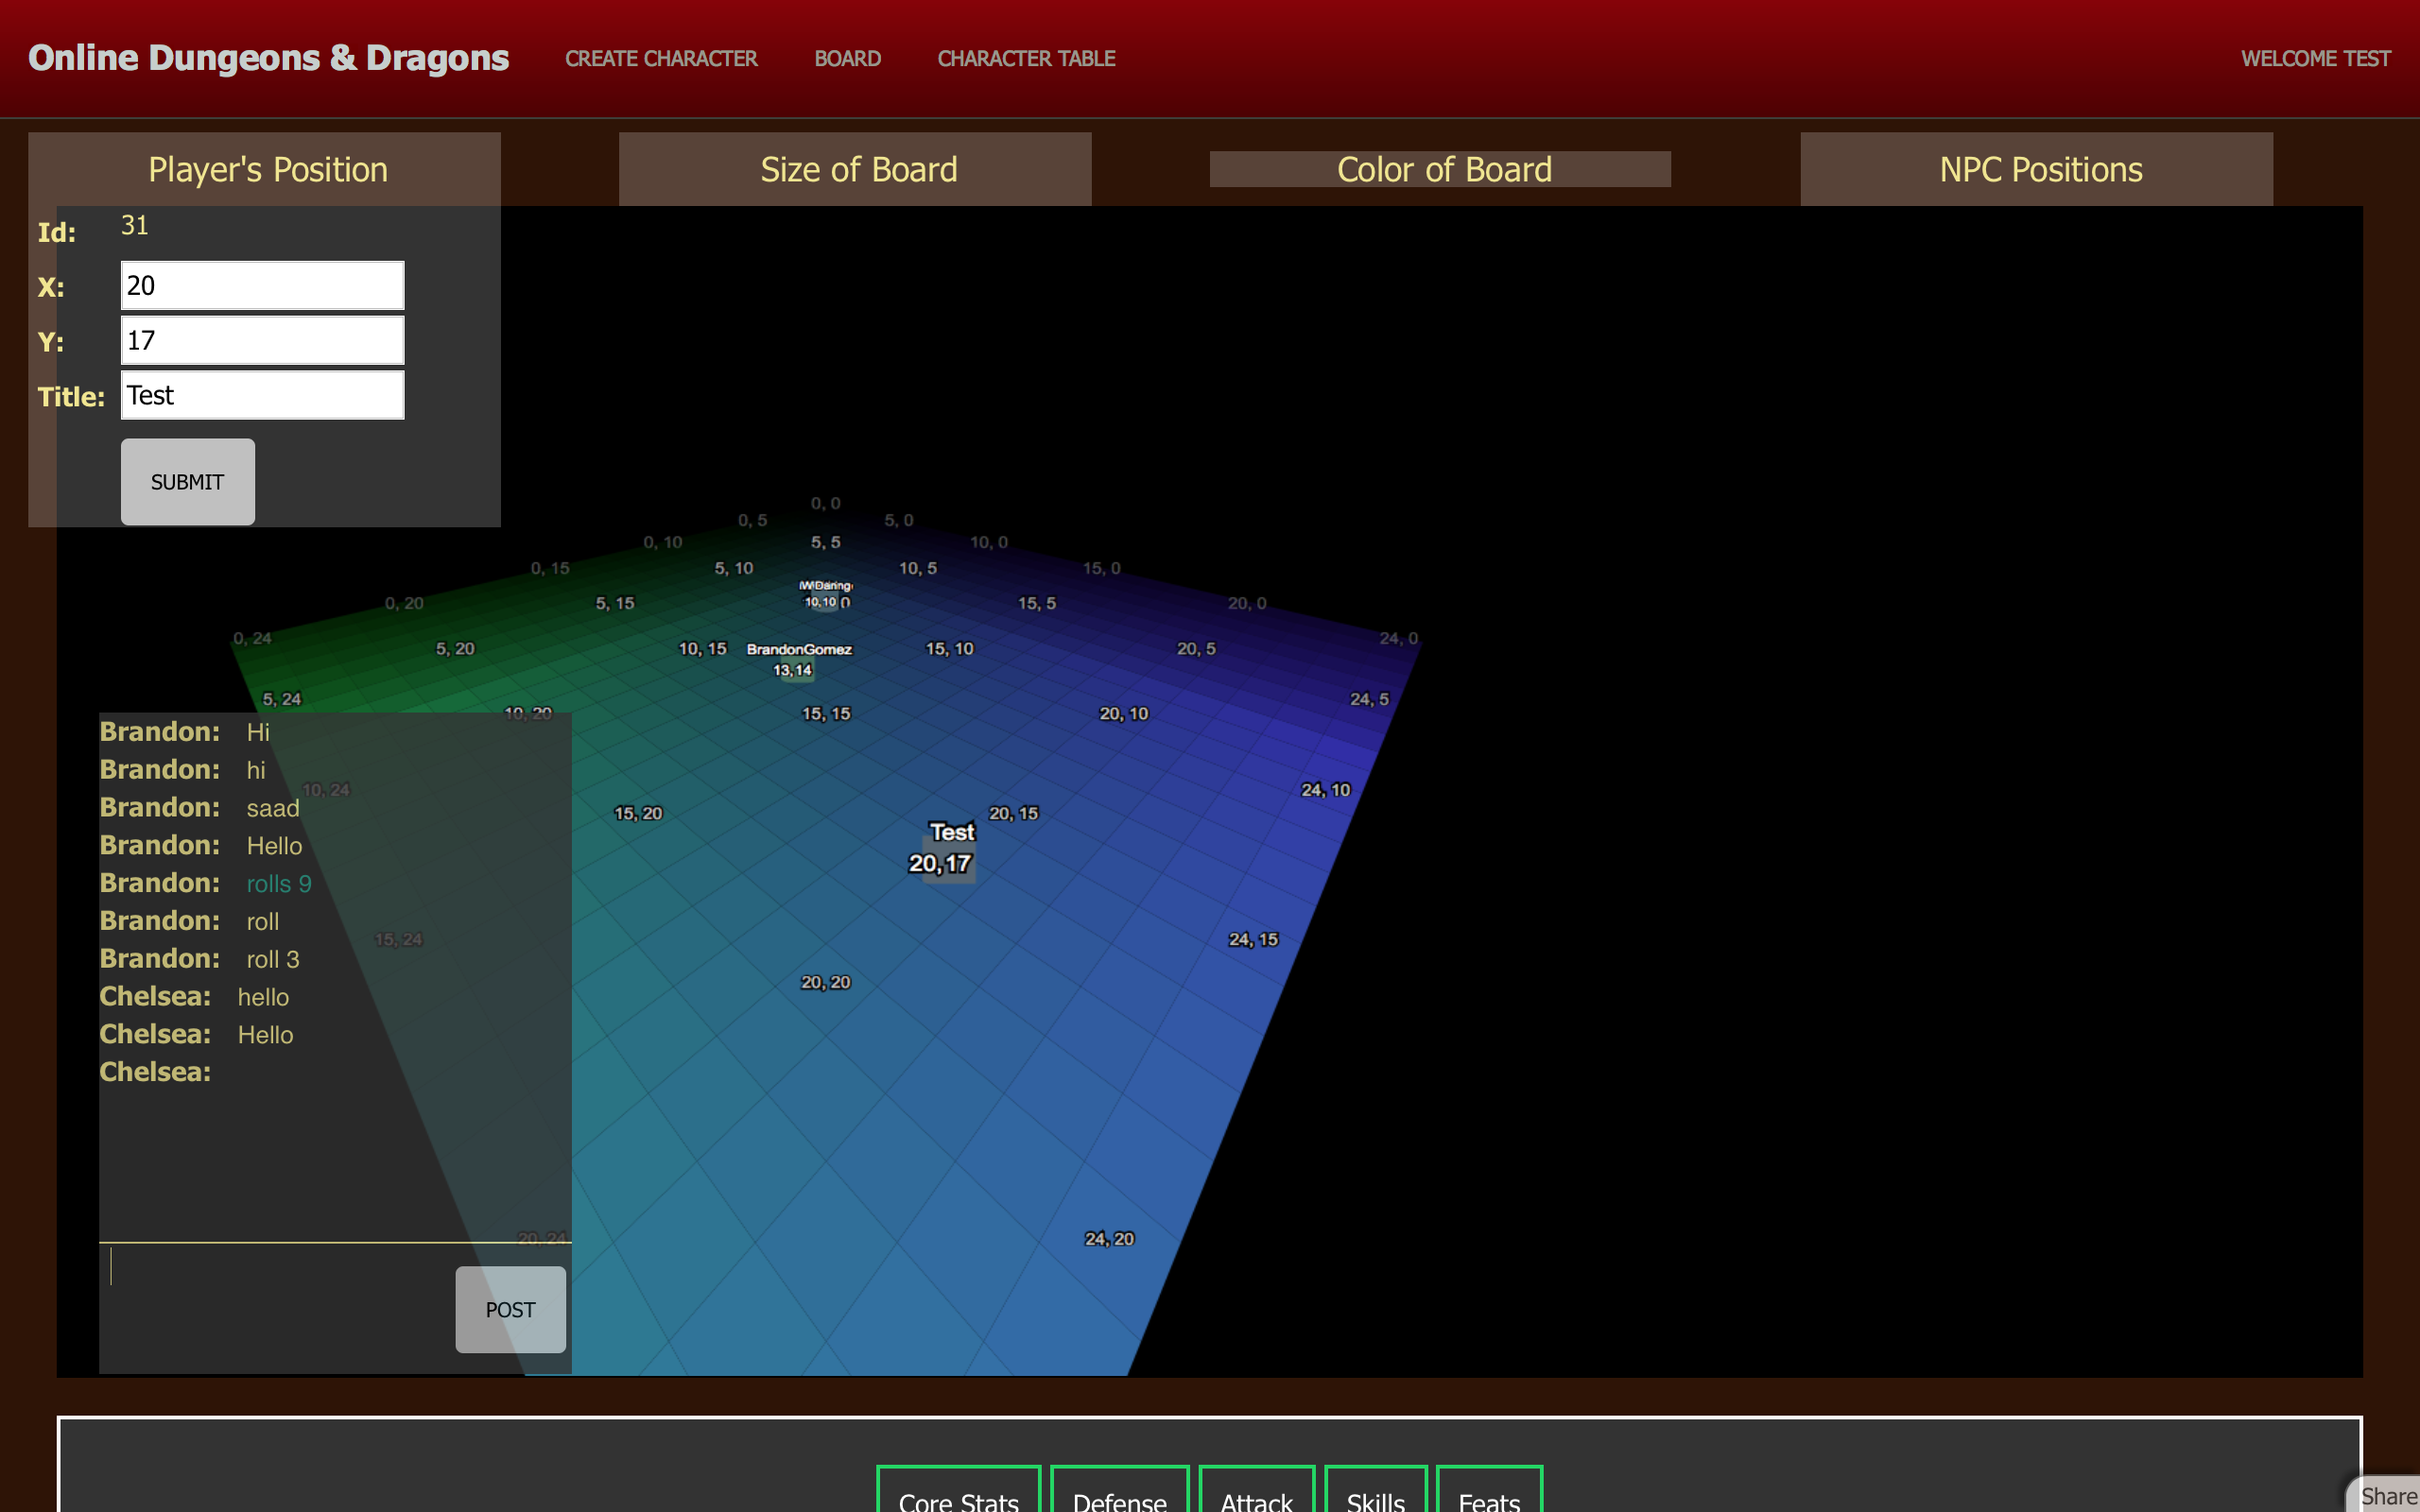 Online Dungeons & Dragons CREATE CHARACTER BOARD CHARACTER TABLE WELCOME TEST
Player's Position Size of Board Color of Board NPC Positions
Id: 31
X: 20
Y: 17
Title: Test
SUBMIT
0, 0
0, 5 5, 0
0, 10 5, 5 10, 0
0, 15 5, 10 10, 5 15, 0
0, 20 5, 15 10,10 0 15, 5 20, 0
0, 24 24, 0
5, 20 10, 15 BrandonGomez 15, 10 20, 5
13,14
5, 24 24, 5
10, 20 15, 15 20, 10
Brandon: Hi
Brandon: hi
10, 24 24, 10
Brandon: saad
15, 20 20, 15
Test
Brandon: Hello
20,17
Brandon: rolls 9
Brandon: roll
15, 24 24, 15
Brandon: roll 3
20, 20
Chelsea: hello
Chelsea: Hello
Chelsea:
20, 24 24, 20
POST
Core Stats Defense Attack Skills Feats
Share